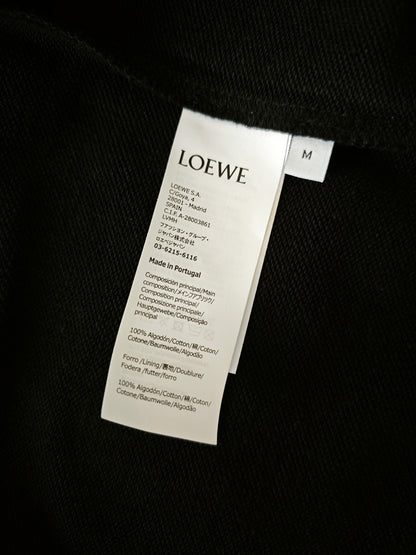 LOEWE
M
LOEWE S.A.
C/Goya, 4
28001 - Madrid
SPAIN
C.I.F. A-28003861
LVMH
ファッション・グループ・
ジャパン株式会社
ロエベジャパン
03-6215-6116
Made in Portugal
Composición principal/Main
composition/メインファブリック/
Composition principal/
Composizione principale/
Hauptgewebe/Composição
principal
100% Algodón/Cotton/綿/Coton/
Cotone/Baumwolle/Algodão
Forro /Lining/裏地/Doublure/
Fodera /futter/forro
100% Algodón/Cotton/綿/Coton/
Cotone/Baumwolle/Algodão